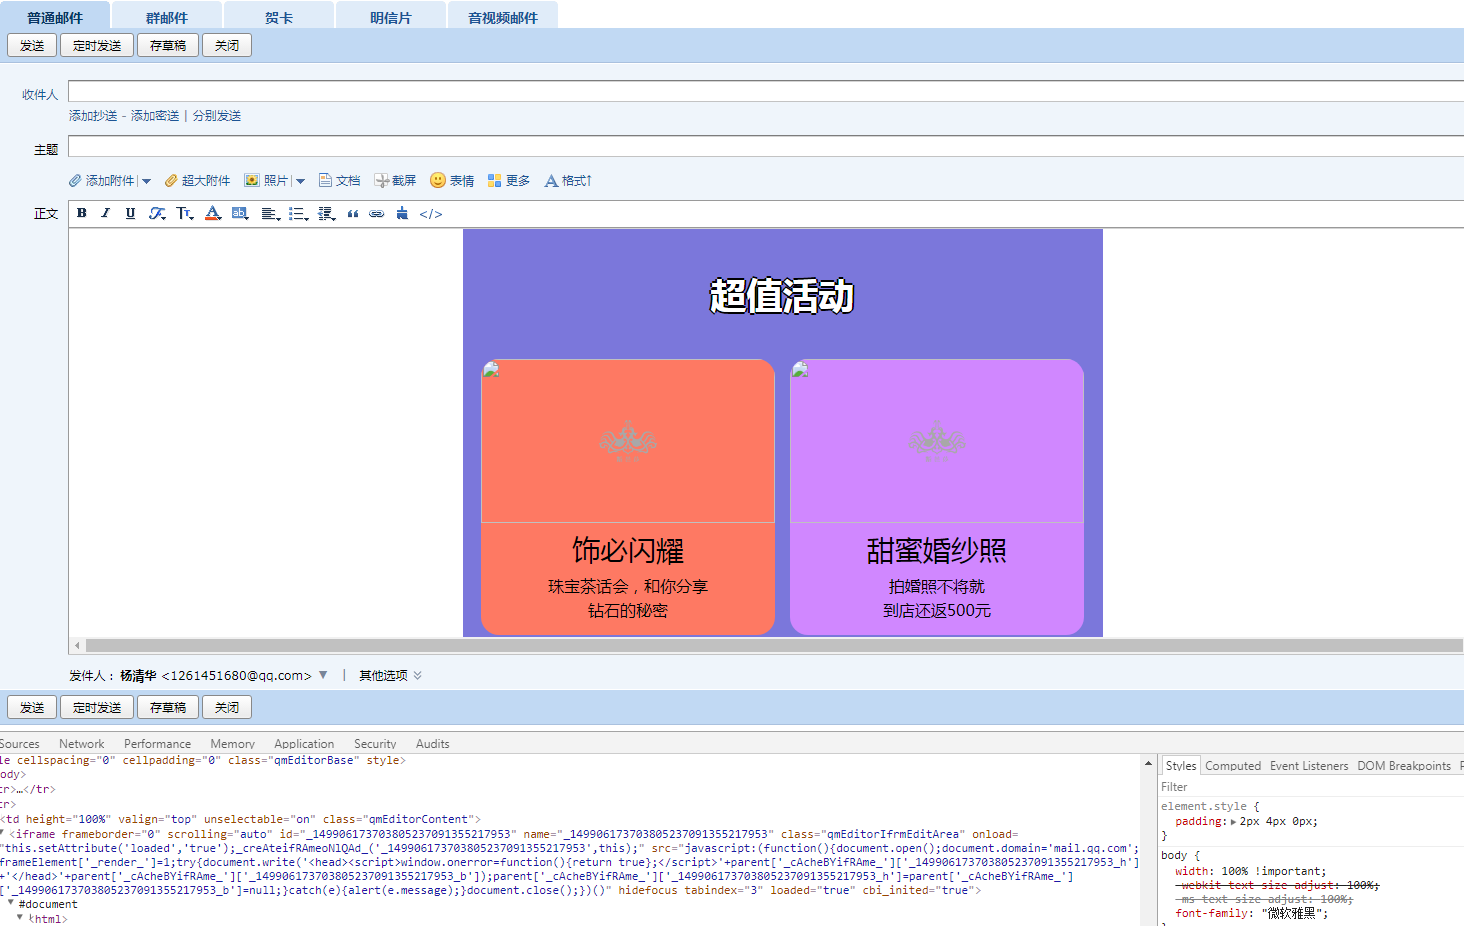 普通邮件 群邮件 贺卡 明信片 音视频邮件
发送 定时发送 存草稿 关闭
收件人
添加抄送 - 添加密送 | 分别发送
主题
添加附件 | 超大附件 照片 | 文档 截屏 表情 更多 格式↑
正文 B I U
超值活动
饰必闪耀
珠宝茶话会，和你分享
钻石的秘密
甜蜜婚纱照
拍婚照不将就
到店还返500元
发件人：杨清华 <1261451680@qq.com> | 其他选项
发送 定时发送 存草稿 关闭
Sources Network Performance Memory Application Security Audits
le cellspacing="0" cellpadding="0" class="qmEditorBase" style>
ody>
tr>…</tr>
tr>
<td height="100%" valign="top" unselectable="on" class="qmEditorContent">
<iframe frameborder="0" scrolling="auto" id="_149906173703805237091355217953" name="_149906173703805237091355217953" class="qmEditorIfrmEditArea" onload=
"this.setAttribute('loaded','true');_creAteifRAmeoNlQAd_('_149906173703805237091355217953',this);" src="javascript:(function(){document.open();document.domain='mail.qq.com';
frameElement['_render_']=1;try{document.write('<head><script>window.onerror=function(){return true};</script>'+parent['_cAcheBYifRAme_']['_149906173703805237091355217953_h']
+'</head>'+parent['_cAcheBYifRAme_']['_149906173703805237091355217953_b']);parent['_cAcheBYifRAme_']['_149906173703805237091355217953_h']=parent['_cAcheBYifRAme_']
['_149906173703805237091355217953_b']=null;}catch(e){alert(e.message);}document.close();})()" hidefocus tabindex="3" loaded="true" cbi_inited="true">
#document
<html>
Styles Computed Event Listeners DOM Breakpoints
Filter
element.style {
padding: 2px 4px 0px;
}
body {
width: 100% !important;
-webkit-text-size-adjust: 100%;
-ms-text-size-adjust: 100%;
font-family: "微软雅黑";